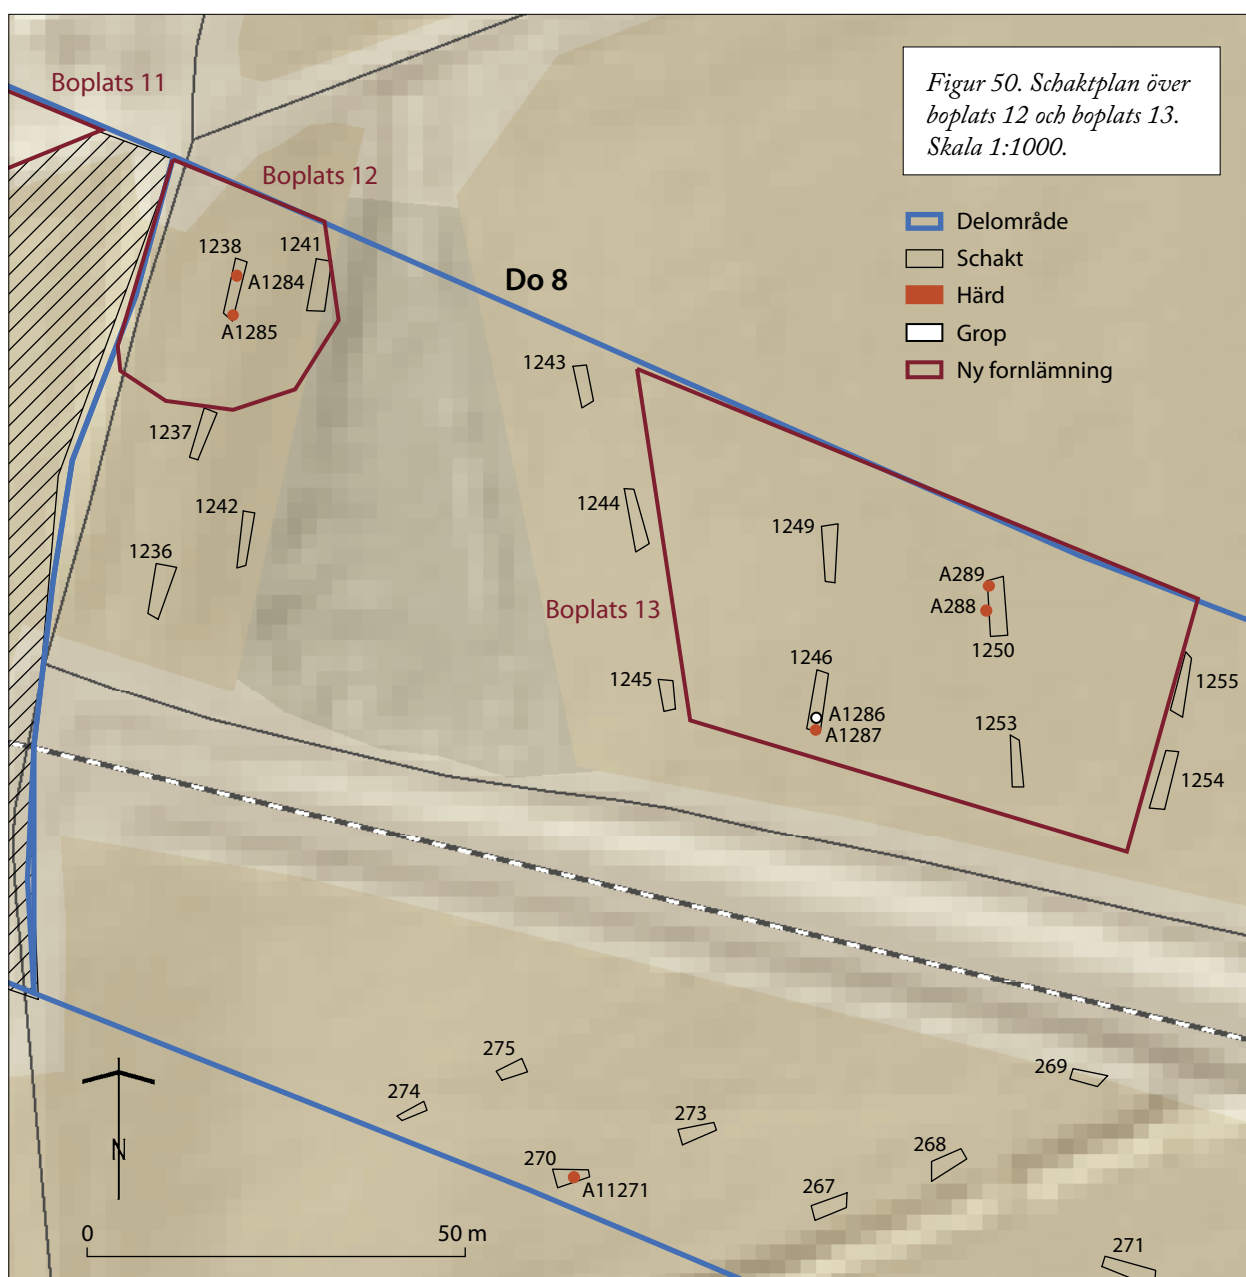 Boplats 11
Figur 50. Schaktplan över
boplats 12 och boplats 13.
Skala 1:1000.
Boplats 12
Delområde
Schakt
Härd
Grop
Ny fornlämning
1238
1241
A1284
A1285
Do 8
1243
1237
1242
1236
1244
1249
A289
A288
1250
Boplats 13
1246
1245
A1286
A1287
1253
1255
1254
275
274
273
270
A11271
269
268
267
271
N
0
50 m